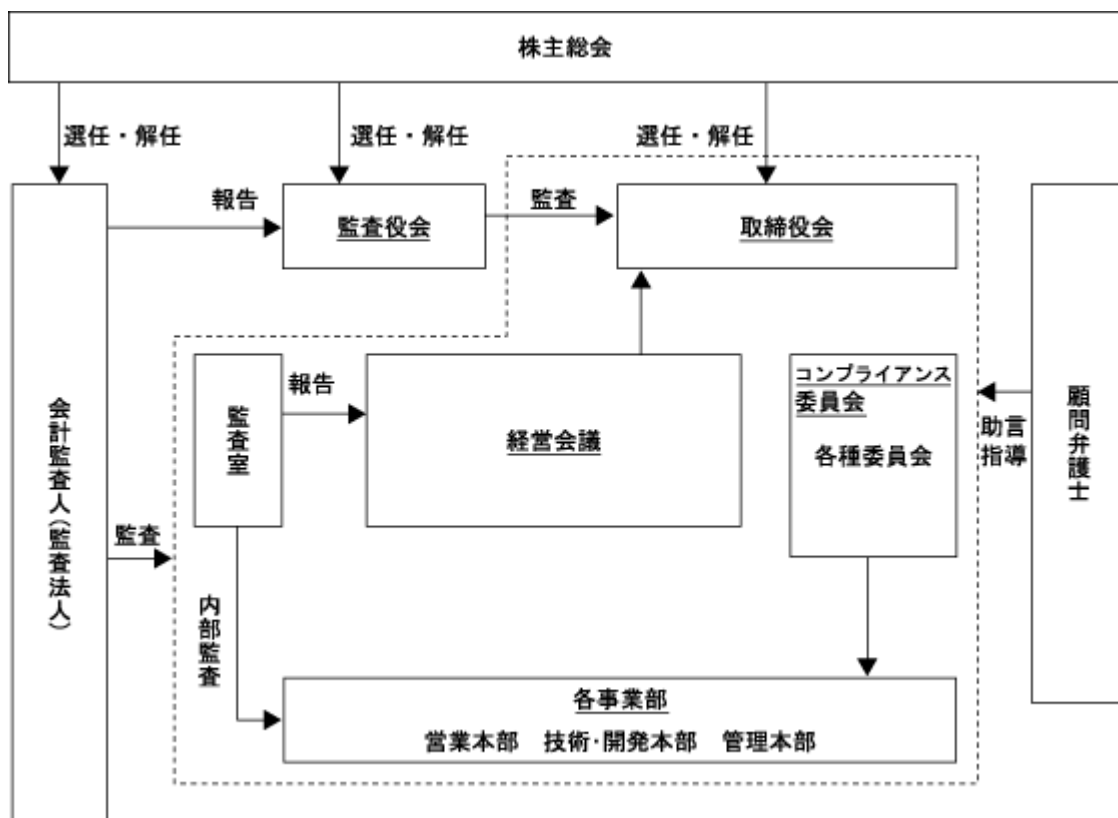 株主総会
選任・解任
選任・解任
選任・解任
報告
監査役会
監査
取締役会
会計監査人(監査法人)
監査
監査室
報告
経営会議
コンプライアンス
委員会
各種委員会
助言
指導
顧問弁護士
内部監査
各事業部
営業本部 技術・開発本部 管理本部